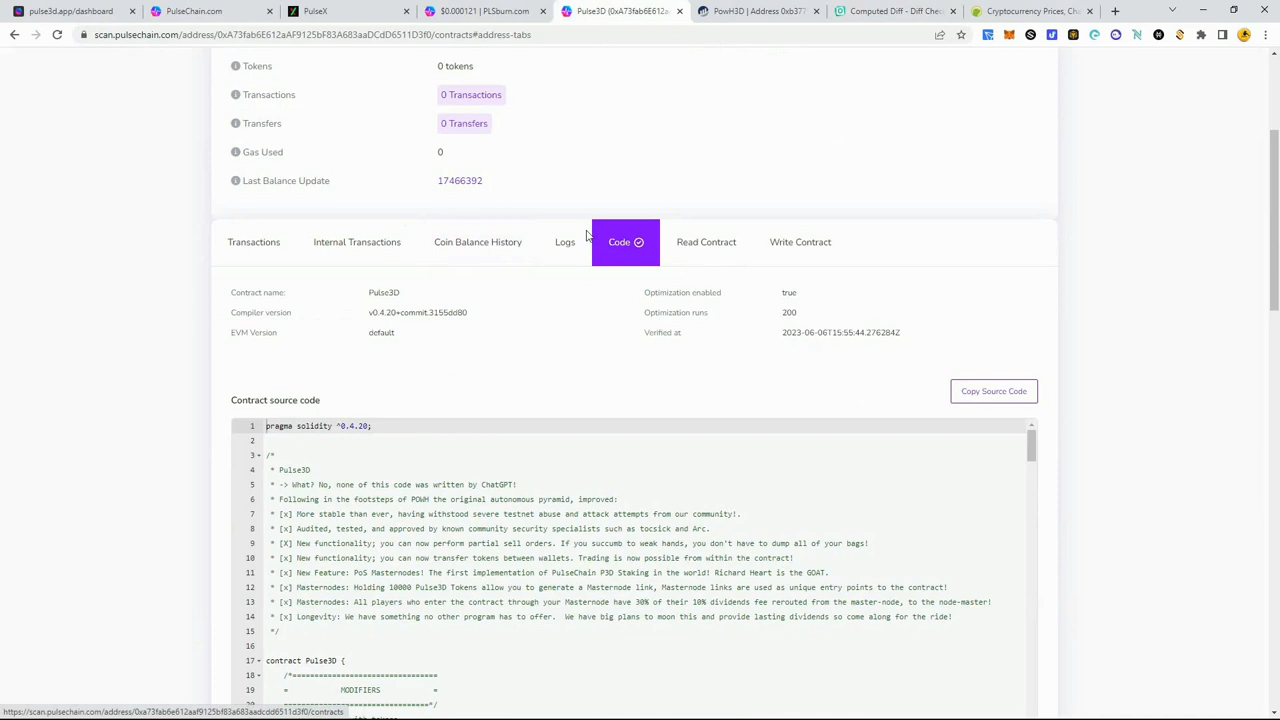 pulse3d.app/dashboard
PulseChain.com
PulseX
$0.000121 | PLSburn.com
Pulse3D (0xA73fab6e612a
PowH3D | Address 0xb377
Computed Diff - Diff Check
Cryptocurrency Prices, Cha
scan.pulsechain.com/address/0xA73fab6E612aAF9125bF83A683aaDCdD6511D3f0/contracts#address-tabs
Tokens
0 tokens
Transactions
0 Transactions
Transfers
0 Transfers
Gas Used
0
Last Balance Update
17466392
Transactions
Internal Transactions
Coin Balance History
Logs
Code
Read Contract
Write Contract
Contract name:
Pulse3D
Optimization enabled
true
Compiler version
v0.4.20+commit.3155dd80
Optimization runs
200
EVM Version
default
Verified at
2023-06-06T15:55:44.276284Z
Copy Source Code
Contract source code
1 pragma solidity ^0.4.20;
2
3 /*
4 * Pulse3D
5 * -> What? No, none of this code was written by ChatGPT!
6 * Following in the footsteps of POWH the original autonomous pyramid, improved:
7 * [x] More stable than ever, having withstood severe testnet abuse and attack attempts from our community!.
8 * [x] Audited, tested, and approved by known community security specialists such as tocsick and Arc.
9 * [X] New functionality; you can now perform partial sell orders. If you succumb to weak hands, you don't have to dump all of your bags!
10 * [x] New functionality; you can now transfer tokens between wallets. Trading is now possible from within the contract!
11 * [x] New Feature: PoS Masternodes! The first implementation of PulseChain P3D Staking in the world! Richard Heart is the GOAT.
12 * [x] Masternodes: Holding 10000 Pulse3D Tokens allow you to generate a Masternode link, Masternode links are used as unique entry points to the contract!
13 * [x] Masternodes: All players who enter the contract through your Masternode have 30% of their 10% dividends fee rerouted from the master-node, to the node-master!
14 * [x] Longevity: We have something no other program has to offer. We have big plans to moon this and provide lasting dividends so come along for the ride!
15 */
16
17 contract Pulse3D {
18 /*===============================
19 = MODIFIERS =
20 ===============================*/
https://scan.pulsechain.com/address/0xa73fab6e612aaf9125bf83a683aadcdd6511d3f0/contracts